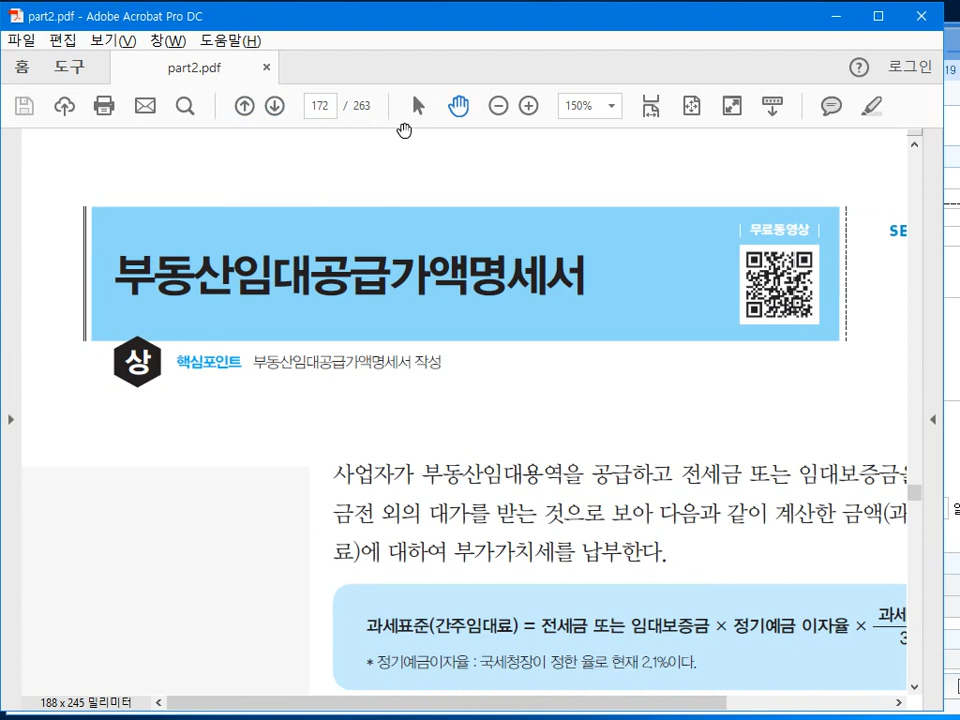 part2.pdf - Adobe Acrobat Pro DC
파일 편집 보기(V) 창(W) 도움말(H)
홈 도구 part2.pdf × 로그인
172 / 263 150%
19
무료동영상
SE
부동산임대공급가액명세서
상 핵심포인트 부동산임대공급가액명세서 작성
사업자가 부동산임대용역을 공급하고 전세금 또는 임대보증금을
금전 외의 대가를 받는 것으로 보아 다음과 같이 계산한 금액(과
료)에 대하여 부가가치세를 납부한다.
과세표준(간주임대료) = 전세금 또는 임대보증금 × 정기예금 이자율 × 과세
3
* 정기예금이자율 : 국세청장이 정한 율로 현재 2.1%이다.
188 x 245 밀리미터